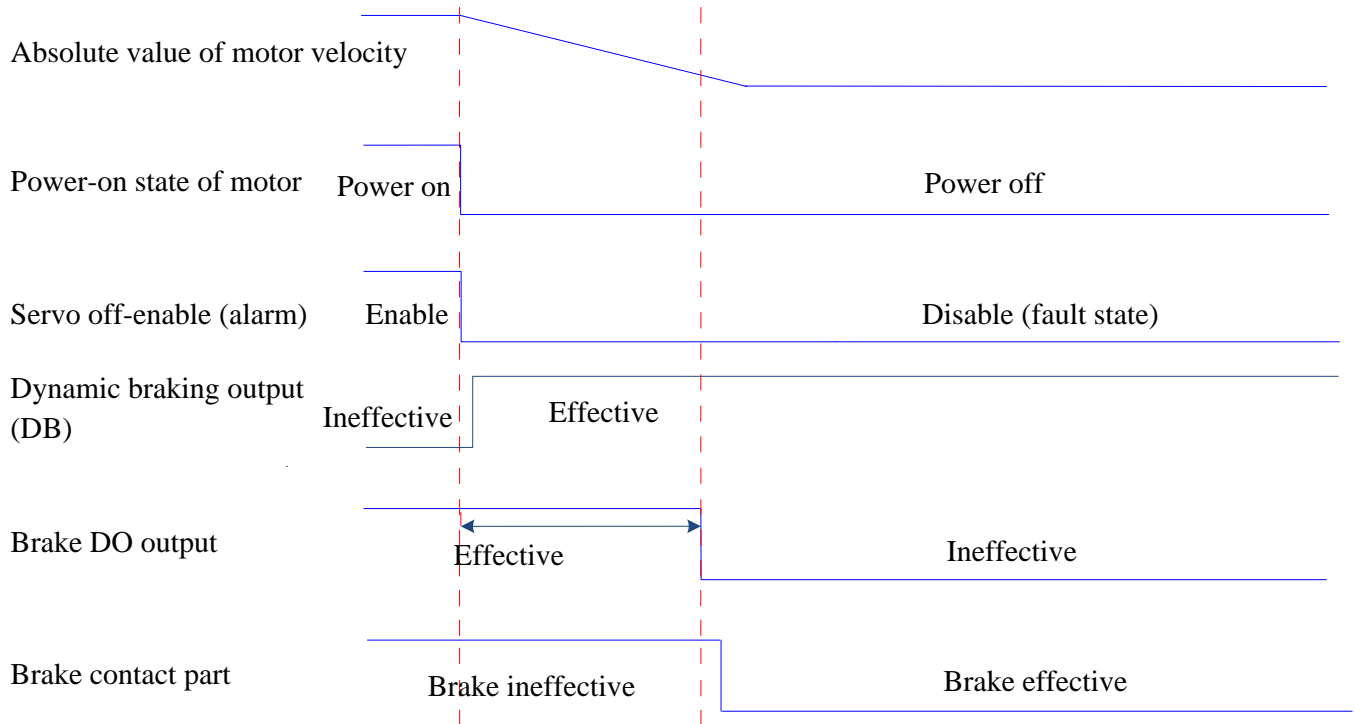 Absolute value of motor velocity
Power-on state of motor
Power on
Power off
Servo off-enable (alarm)
Enable
Disable (fault state)
Dynamic braking output
(DB)
Ineffective
Effective
Brake DO output
Effective
Ineffective
Brake contact part
Brake ineffective
Brake effective